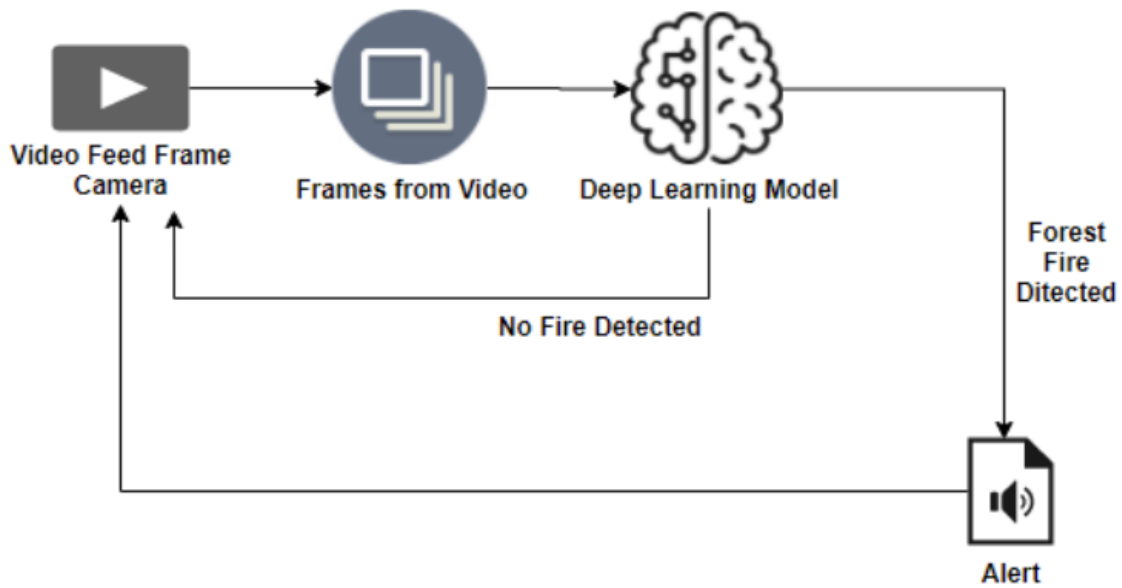 Video Feed Frame
Camera
Frames from Video
Deep Learning Model
Forest
Fire
Ditected
No Fire Detected
Alert